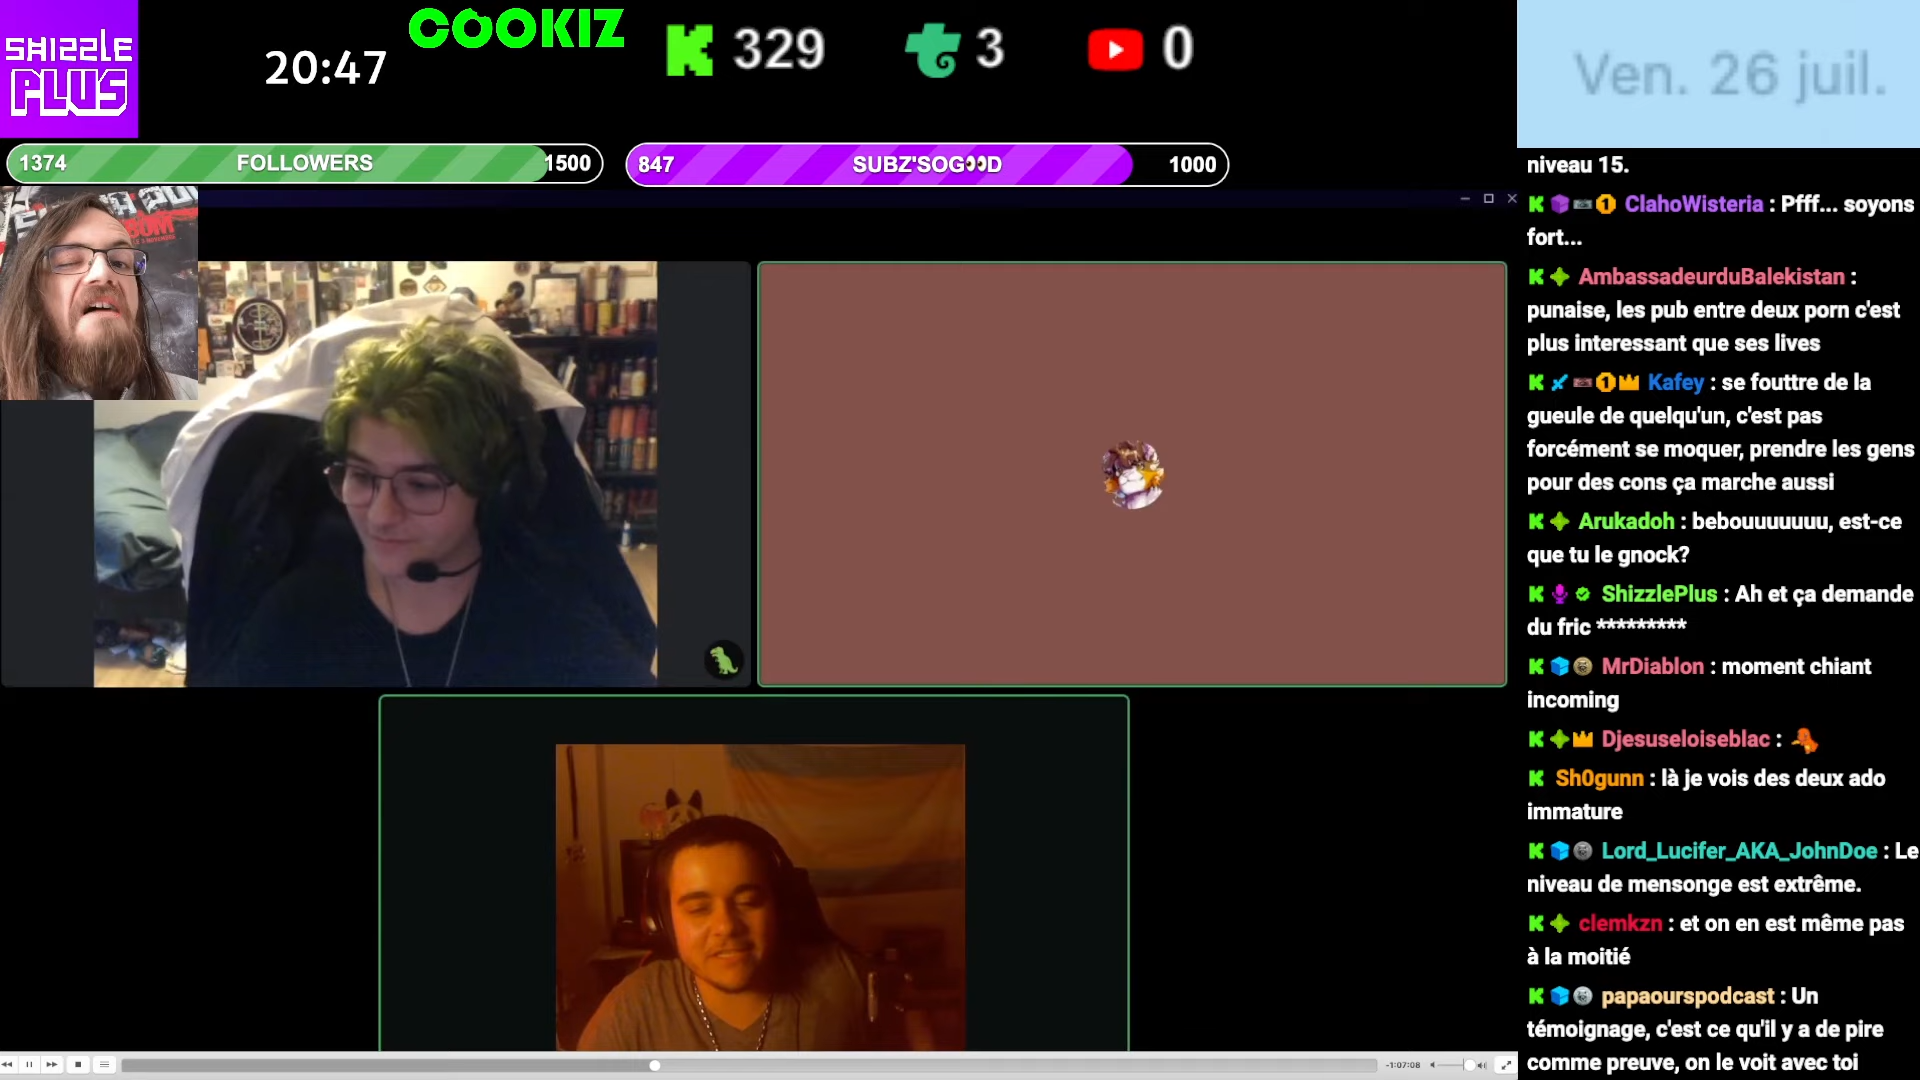 SHIZZLE
PLUS
20:47
COOKIZ
329
3
0
Ven. 26 juil.
1374 FOLLOWERS 1500
847 SUBZ'SOG👀D 1000
niveau 15.
ClahoWisteria : Pfff... soyons
fort...
AmbassadeurduBalekistan :
punaise, les pub entre deux porn c'est
plus interessant que ses lives
Kafey : se fouttre de la
gueule de quelqu'un, c'est pas
forcément se moquer, prendre les gens
pour des cons ça marche aussi
Arukadoh : bebouuuuuuu, est-ce
que tu le gnock?
ShizzlePlus : Ah et ça demande
du fric *********
MrDiablon : moment chiant
incoming
Djesuseloiseblac :
Sh0gunn : là je vois des deux ado
immature
Lord_Lucifer_AKA_JohnDoe : Le
niveau de mensonge est extrême.
clemkzn : et on en est même pas
à la moitié
papaourspodcast : Un
témoignage, c'est ce qu'il y a de pire
comme preuve, on le voit avec toi
-1:07:08